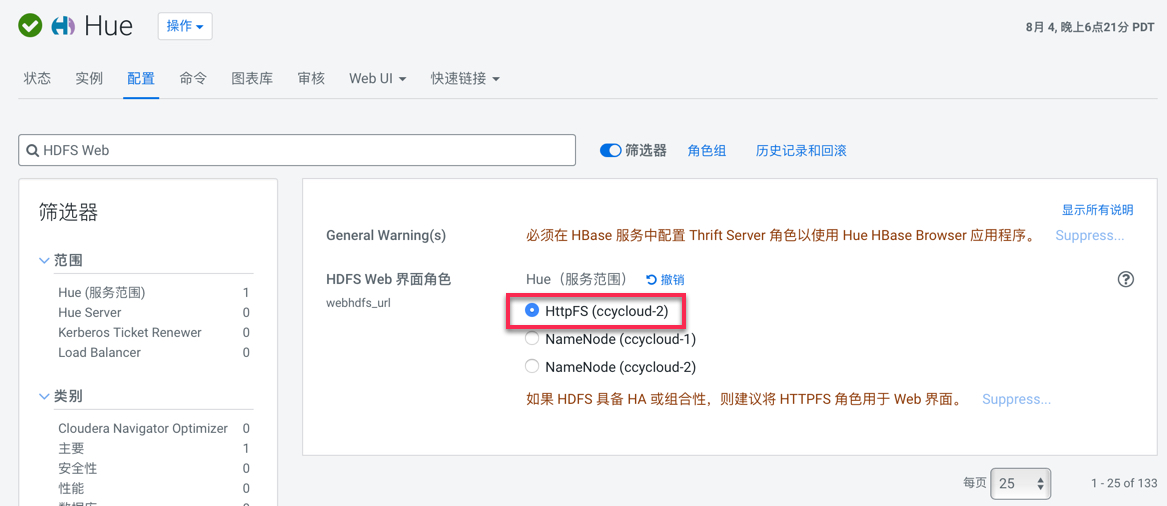 Hue 操作
8月 4, 晚上6点21分 PDT
状态 实例 配置 命令 图表库 审核 Web UI 快速链接
HDFS Web
筛选器 角色组 历史记录和回滚
筛选器
范围
Hue (服务范围) 1
Hue Server 0
Kerberos Ticket Renewer 0
Load Balancer 0
类别
Cloudera Navigator Optimizer 0
主要 1
安全性 0
性能 0
显示所有说明
General Warning(s) 必须在 HBase 服务中配置 Thrift Server 角色以使用 Hue HBase Browser 应用程序。 Suppress...
HDFS Web 界面角色 Hue（服务范围） 撤销
webhdfs_url
HttpFS (ccycloud-2)
NameNode (ccycloud-1)
NameNode (ccycloud-2)
如果 HDFS 具备 HA 或组合性，则建议将 HTTPFS 角色用于 Web 界面。 Suppress...
每页 25 1 - 25 of 133